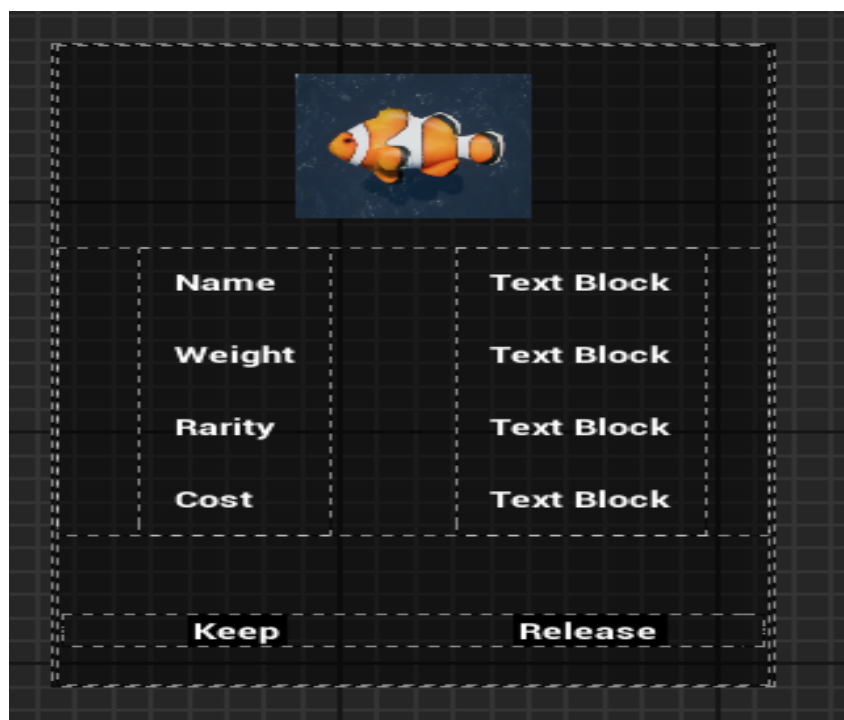 Name Text Block
Weight Text Block
Rarity Text Block
Cost Text Block
Keep Release